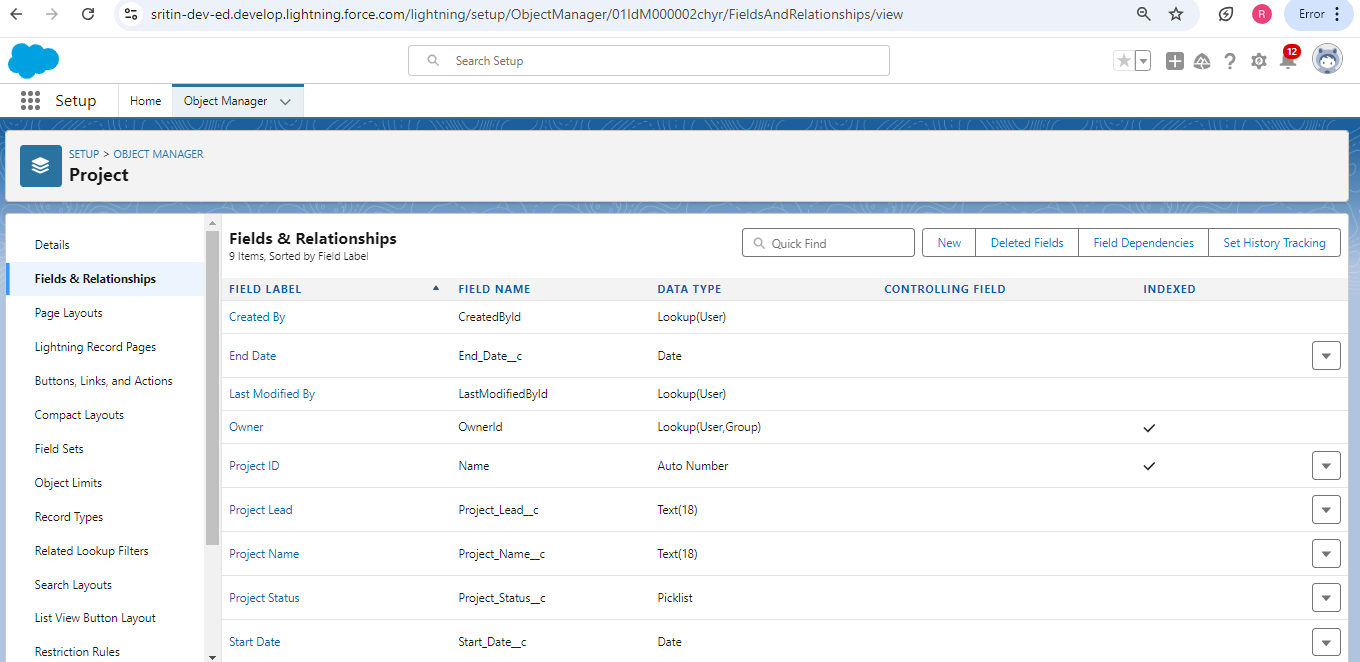 sritin-dev-ed.develop.lightning.force.com/lightning/setup/ObjectManager/01IdM000002chyr/FieldsAndRelationships/view
R
Error
Search Setup
12
Setup
Home
Object Manager
SETUP > OBJECT MANAGER
Project
Details
Fields & Relationships
Page Layouts
Lightning Record Pages
Buttons, Links, and Actions
Compact Layouts
Field Sets
Object Limits
Record Types
Related Lookup Filters
Search Layouts
List View Button Layout
Restriction Rules
Fields & Relationships
9 Items, Sorted by Field Label
Quick Find
New
Deleted Fields
Field Dependencies
Set History Tracking
FIELD LABEL FIELD NAME DATA TYPE CONTROLLING FIELD INDEXED
Created By CreatedById Lookup(User)
End Date End_Date__c Date
Last Modified By LastModifiedById Lookup(User)
Owner OwnerId Lookup(User,Group)
Project ID Name Auto Number
Project Lead Project_Lead__c Text(18)
Project Name Project_Name__c Text(18)
Project Status Project_Status__c Picklist
Start Date Start_Date__c Date